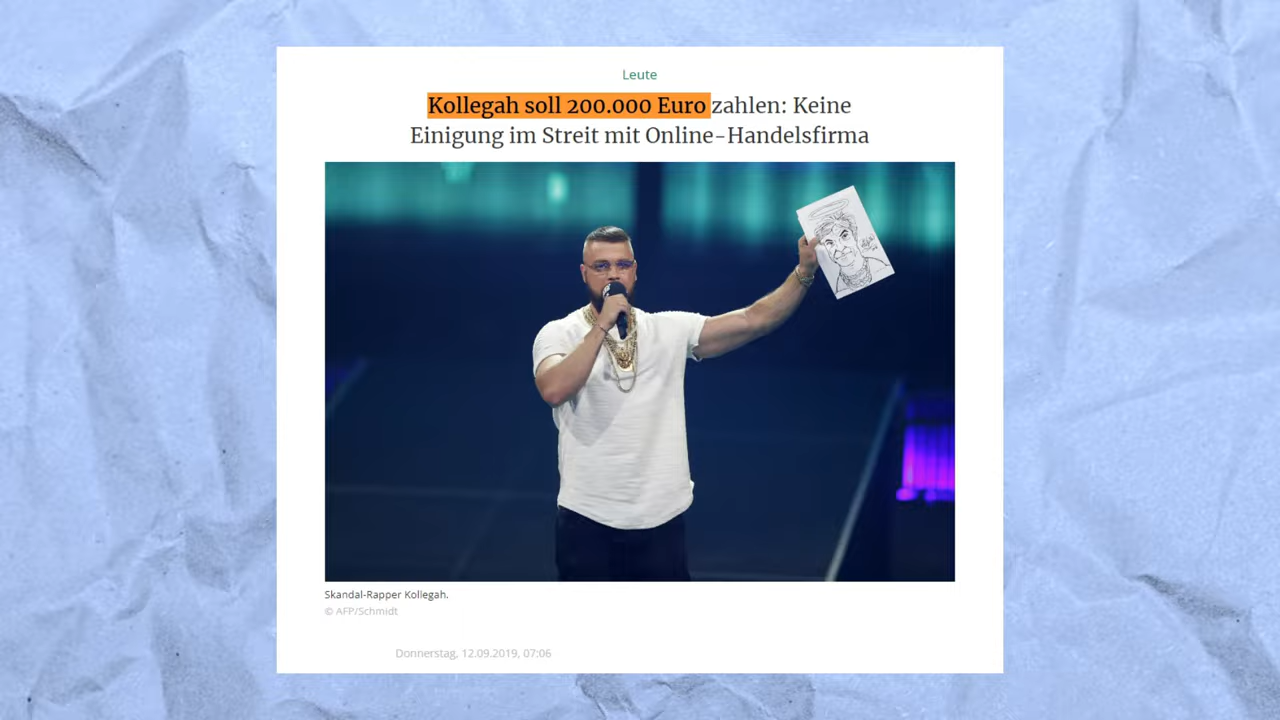 Leute
Kollegah soll 200.000 Euro zahlen: Keine
Einigung im Streit mit Online-Handelsfirma
Skandal-Rapper Kollegah.
© AFP/Schmidt
Donnerstag, 12.09.2019, 07:06